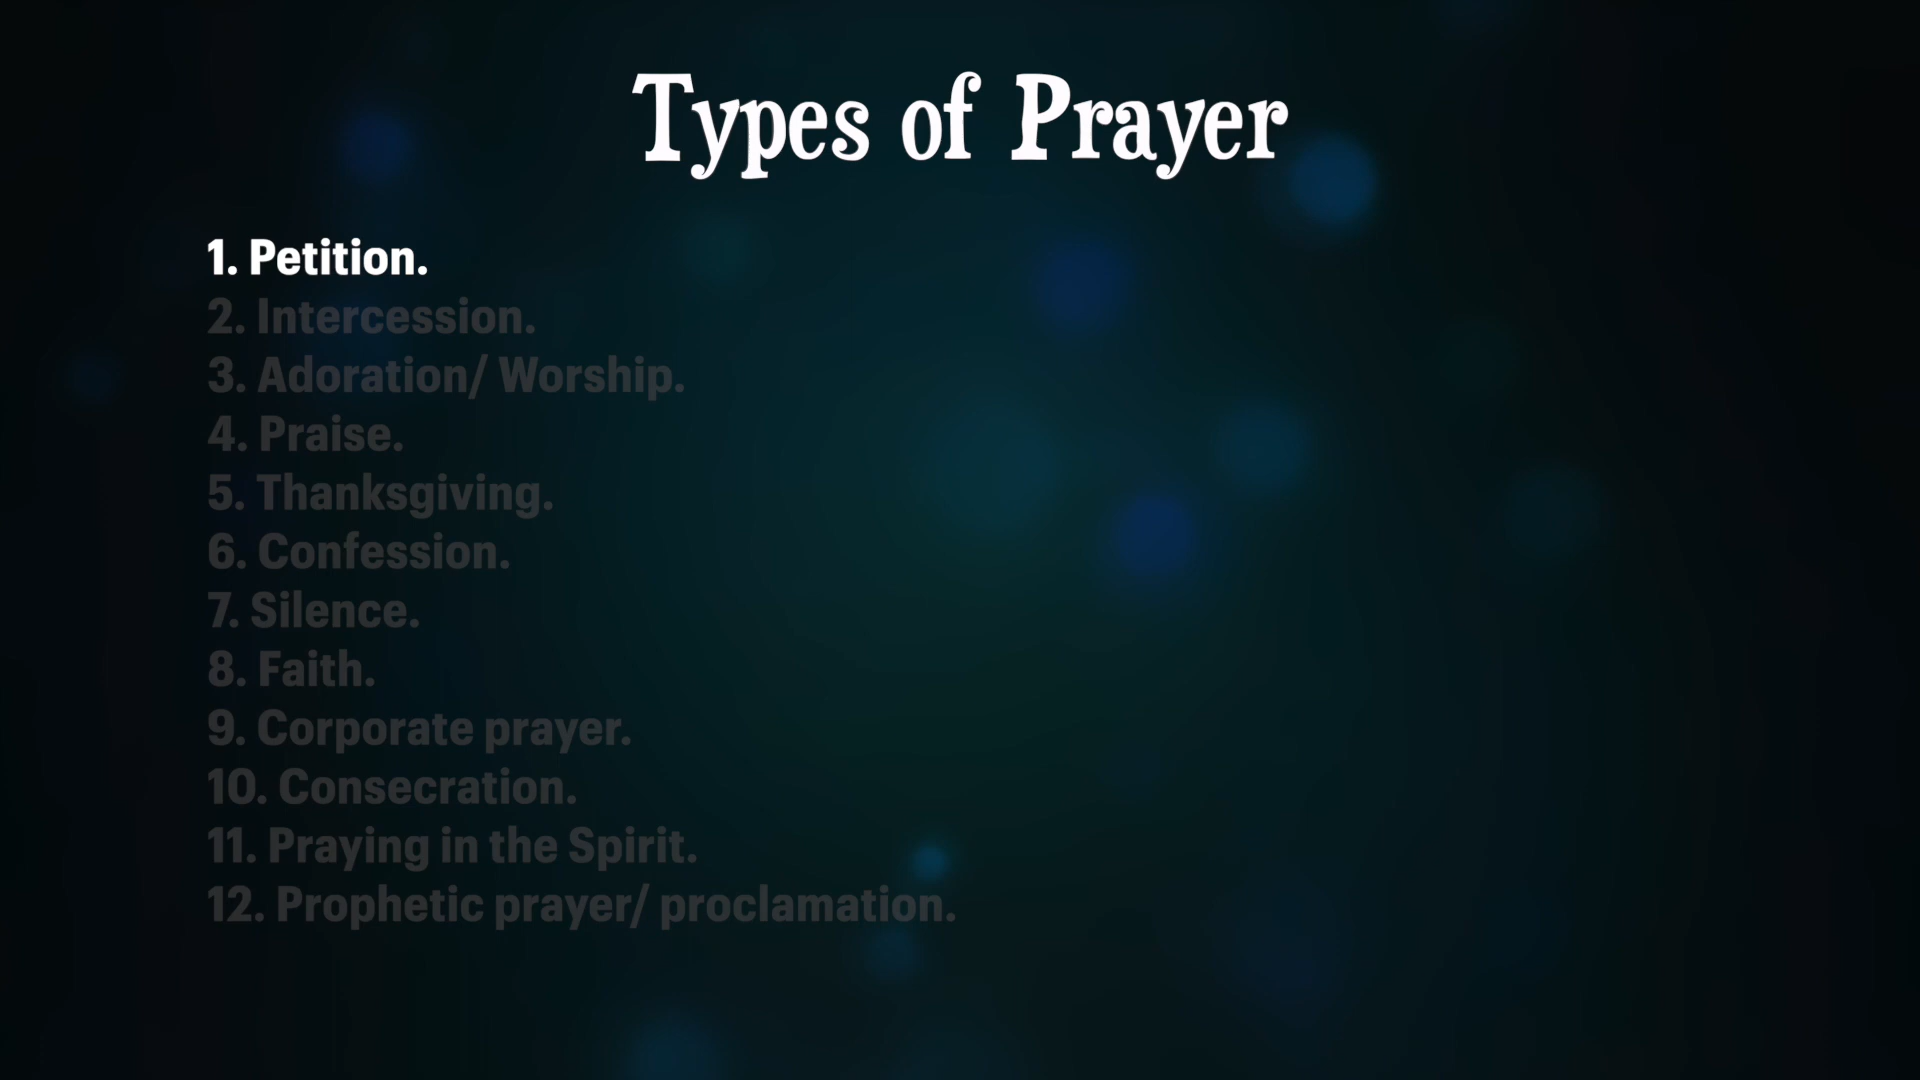 Types of Prayer
1. Petition.
2. Intercession.
3. Adoration/ Worship.
4. Praise.
5. Thanksgiving.
6. Confession.
7. Silence.
8. Faith.
9. Corporate prayer.
10. Consecration.
11. Praying in the Spirit.
12. Prophetic prayer/ proclamation.